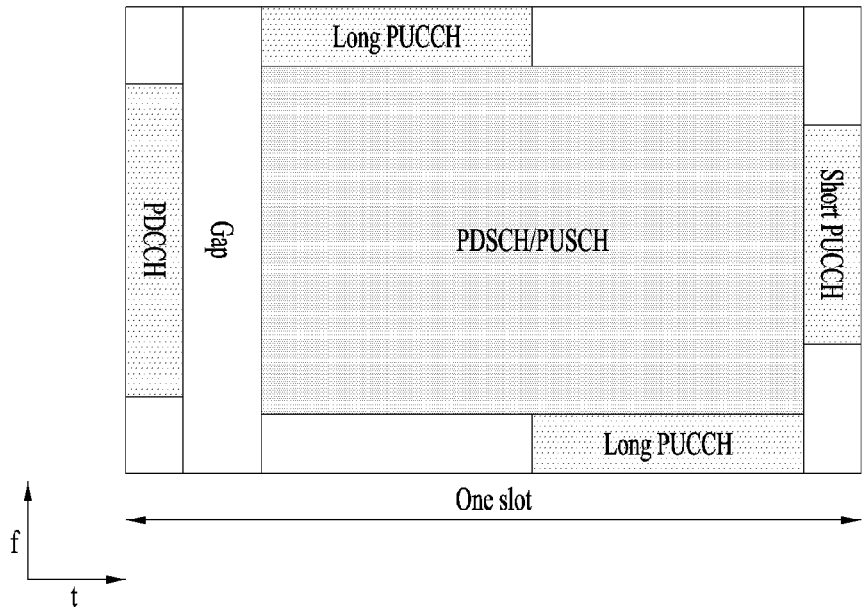 Long PUCCH
PDCCH
Gap
PDSCH/PUSCH
Short PUCCH
Long PUCCH
One slot
f
t